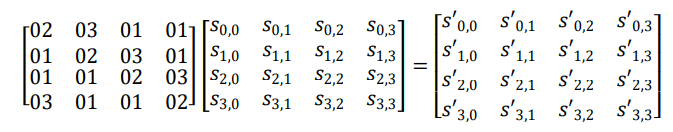 02 03 01 01 s0,0 s0,1 s0,2 s0,3 s′0,0 s′0,1 s′0,2 s′0,3
01 02 03 01 s1,0 s1,1 s1,2 s1,3 = s′1,0 s′1,1 s′1,2 s′1,3
01 01 02 03 s2,0 s2,1 s2,2 s2,3 s′2,0 s′2,1 s′2,2 s′2,3
03 01 01 02 s3,0 s3,1 s3,2 s3,3 s′3,0 s′3,1 s′3,2 s′3,3